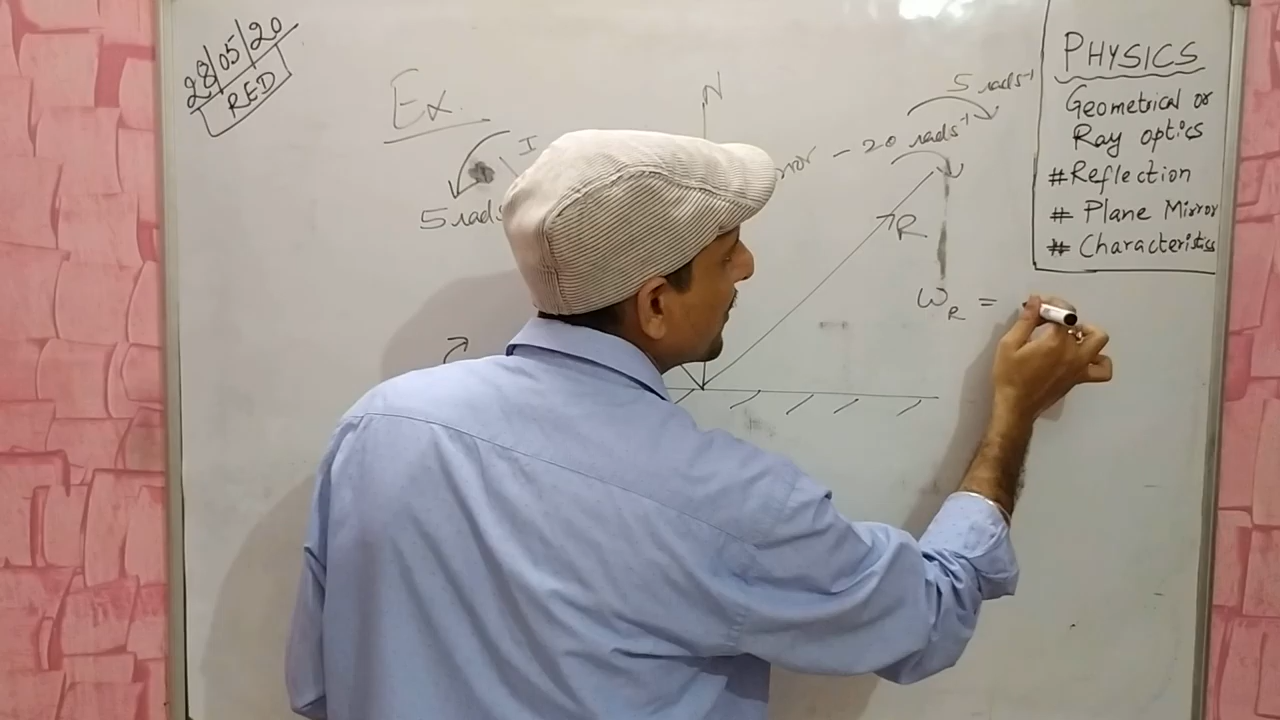 28/05/20
RED
Ex.
N
I
5 rads
5 rads⁻¹
- 20 rads⁻¹
R
ω_R =
PHYSICS
Geometrical or
Ray optics
# Reflection
# Plane Mirror
# Characteristics